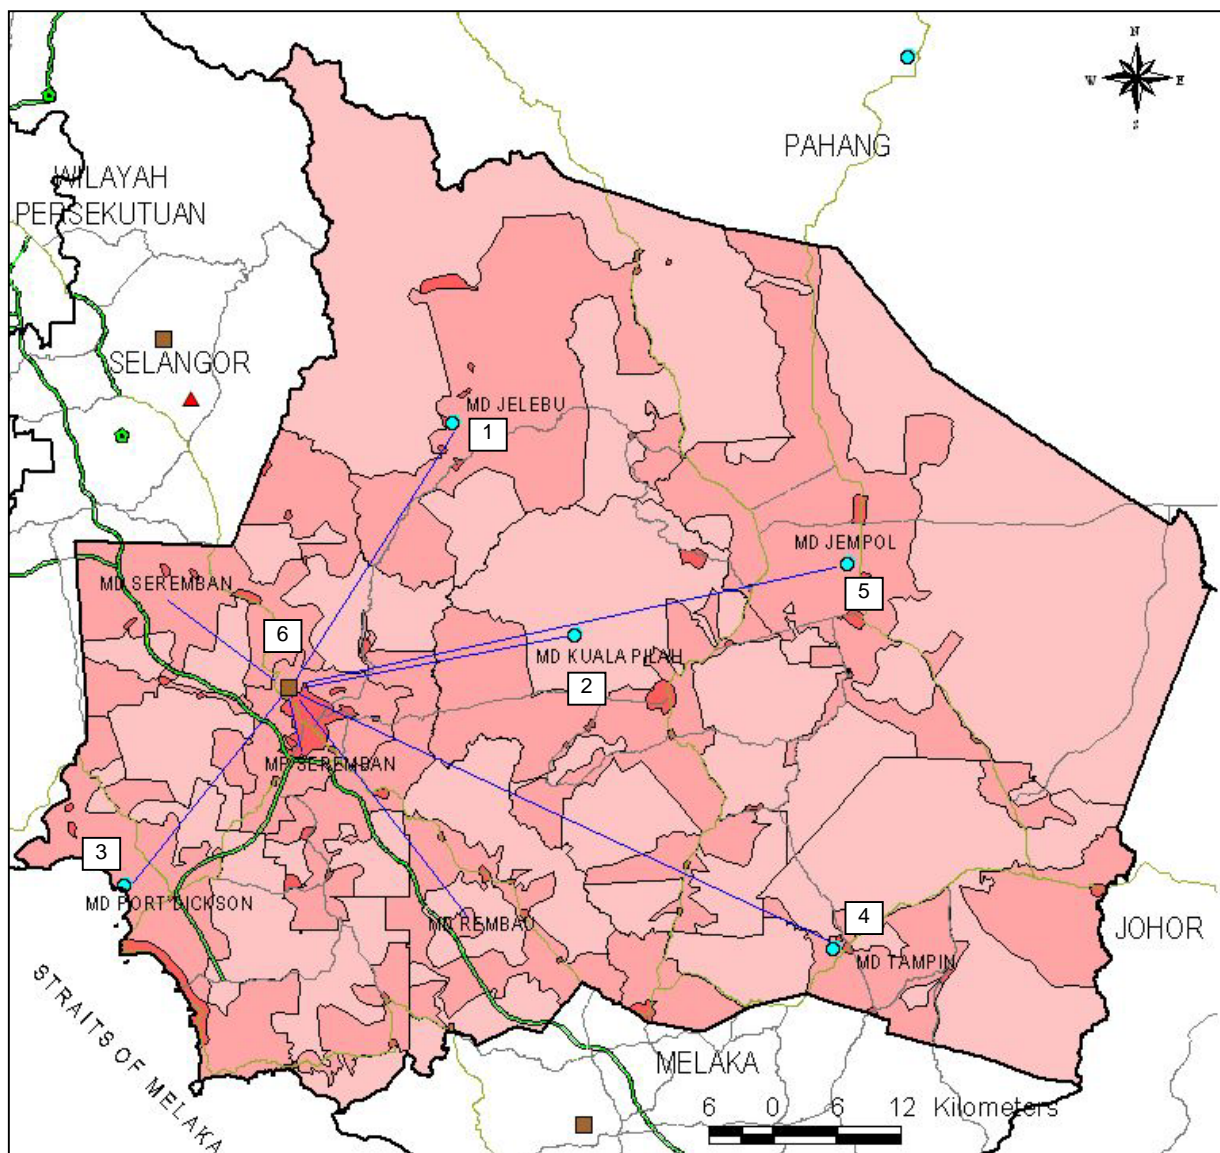 N
W E
S
PAHANG
WILAYAH
PERSEKUTUAN
SELANGOR
MD JELEBU
1
MD JEMPOL
MD SEREMBAN
5
6
MD KUALA PILAH
2
MP SEREMBAN
3
MD PORT DICKSON
4
MD REMBAU
JOHOR
MD TAMPIN
STRAITS OF MELAKA
MELAKA
6 0 6 12 Kilometers